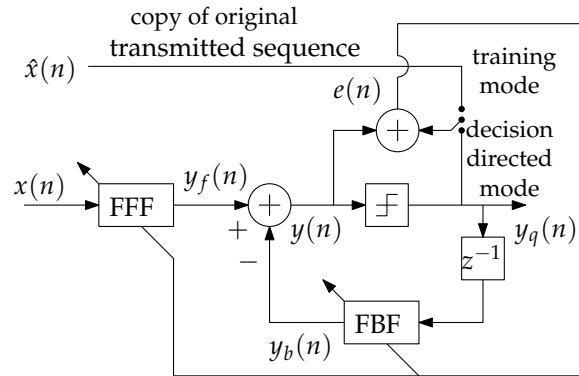 copy of original
transmitted sequence
x̂(n)
e(n)
training
mode
+
decision
directed
mode
x(n)
FFF
y_f(n)
+
+
−
y(n)
y_q(n)
z^{-1}
FBF
y_b(n)